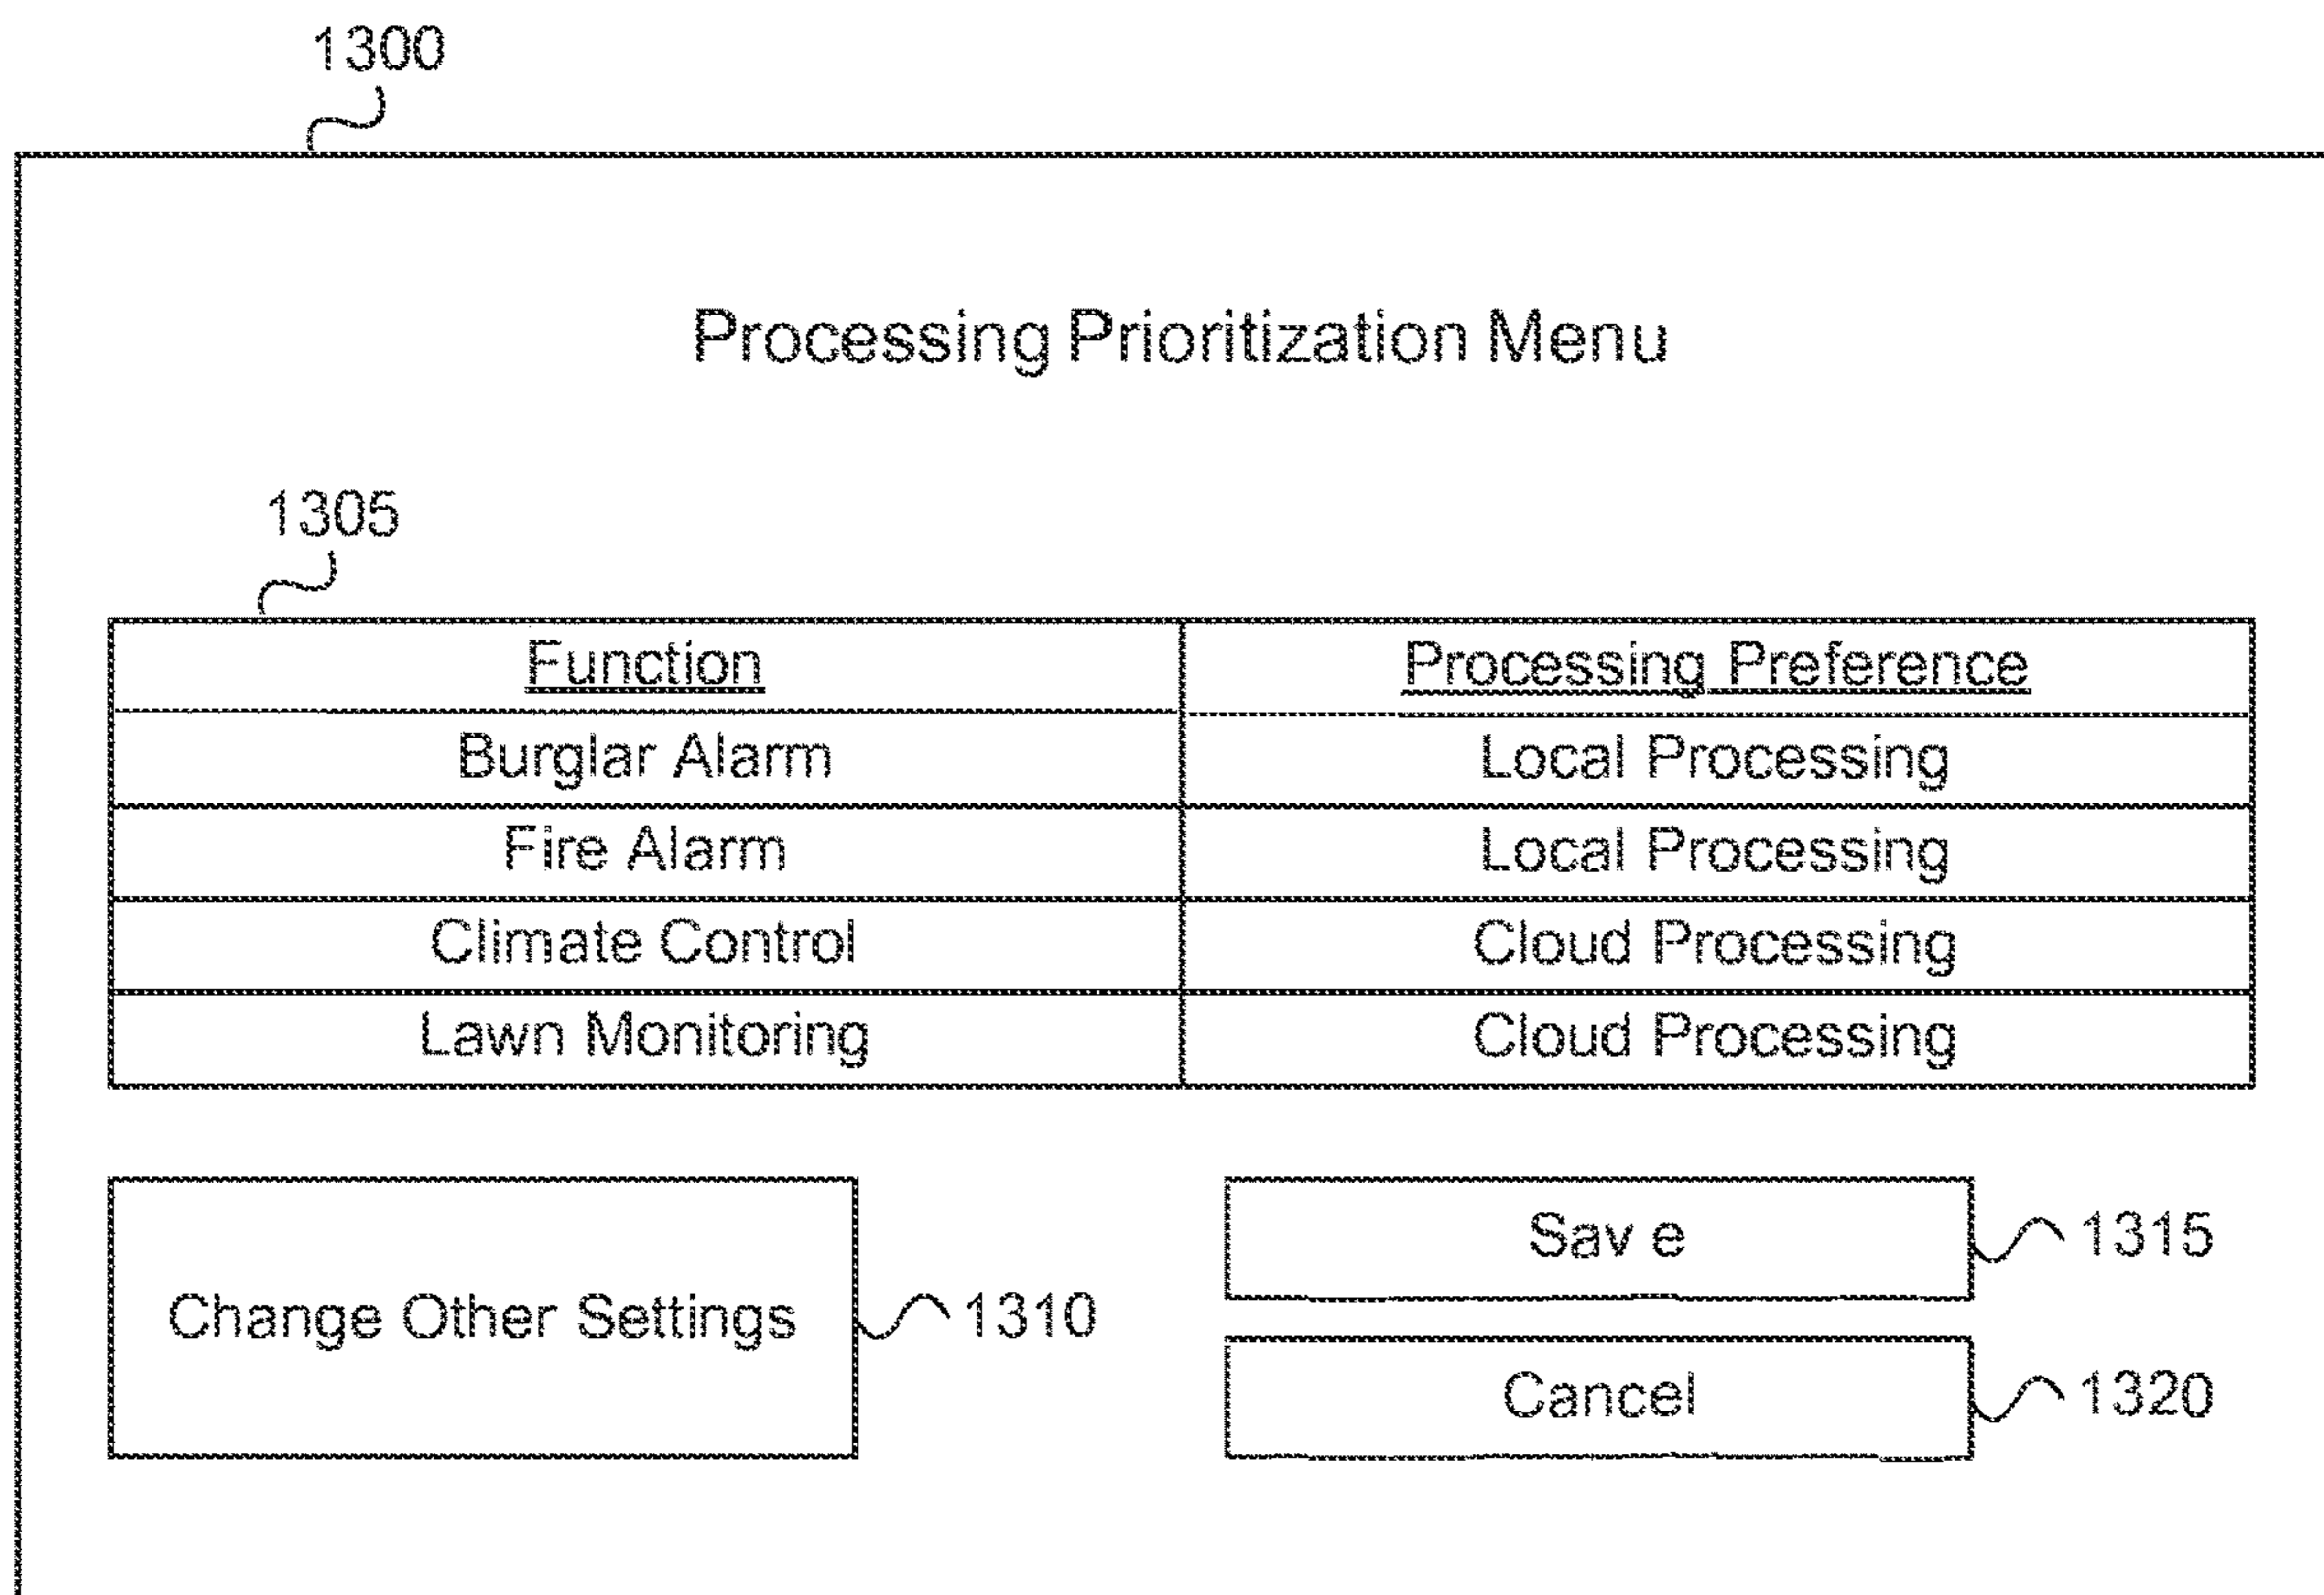 1300
Processing Prioritization Menu
1305
Function Processing Preference
Burglar Alarm Local Processing
Fire Alarm Local Processing
Climate Control Cloud Processing
Lawn Monitoring Cloud Processing
Save 1315
Change Other Settings 1310
Cancel 1320